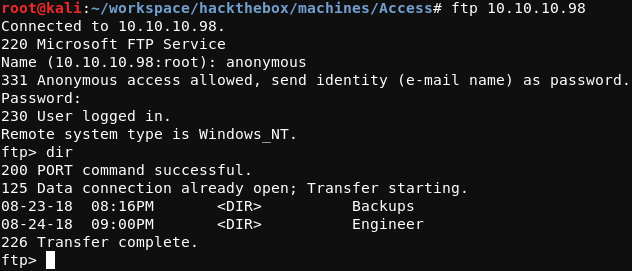 root@kali:~/workspace/hackthebox/machines/Access# ftp 10.10.10.98
Connected to 10.10.10.98.
220 Microsoft FTP Service
Name (10.10.10.98:root): anonymous
331 Anonymous access allowed, send identity (e-mail name) as password.
Password:
230 User logged in.
Remote system type is Windows_NT.
ftp> dir
200 PORT command successful.
125 Data connection already open; Transfer starting.
08-23-18  08:16PM       <DIR>          Backups
08-24-18  09:00PM       <DIR>          Engineer
226 Transfer complete.
ftp>